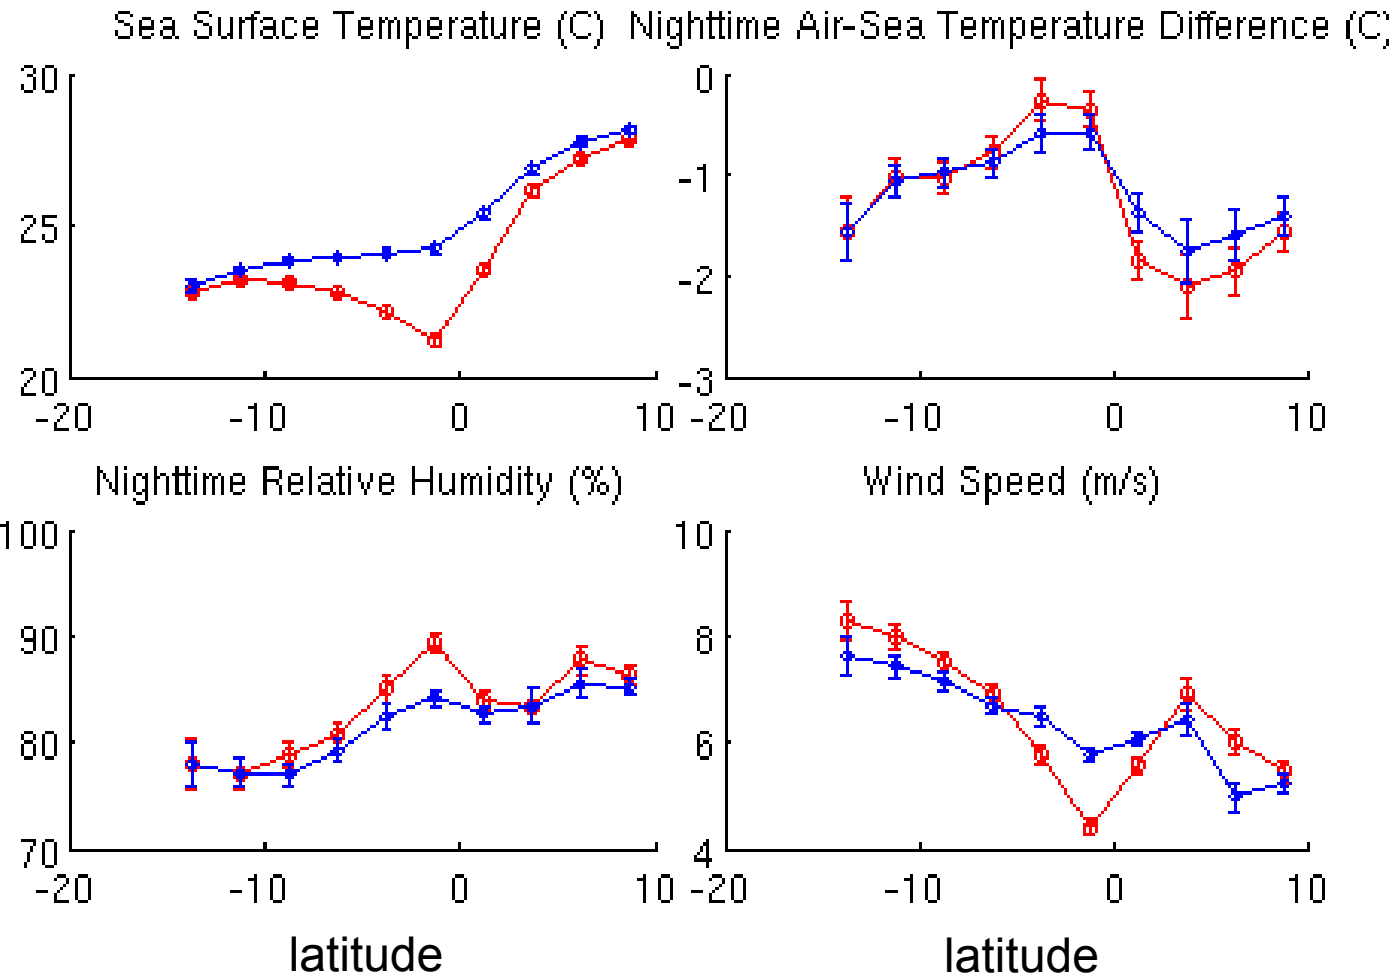 Sea Surface Temperature (C)
Nighttime Air-Sea Temperature Difference (C)
30
25
20
-20 -10 0 10
0
-1
-2
-3
-20 -10 0 10
Nighttime Relative Humidity (%)
Wind Speed (m/s)
100
90
80
70
-20 -10 0 10
latitude
10
8
6
4
-20 -10 0 10
latitude